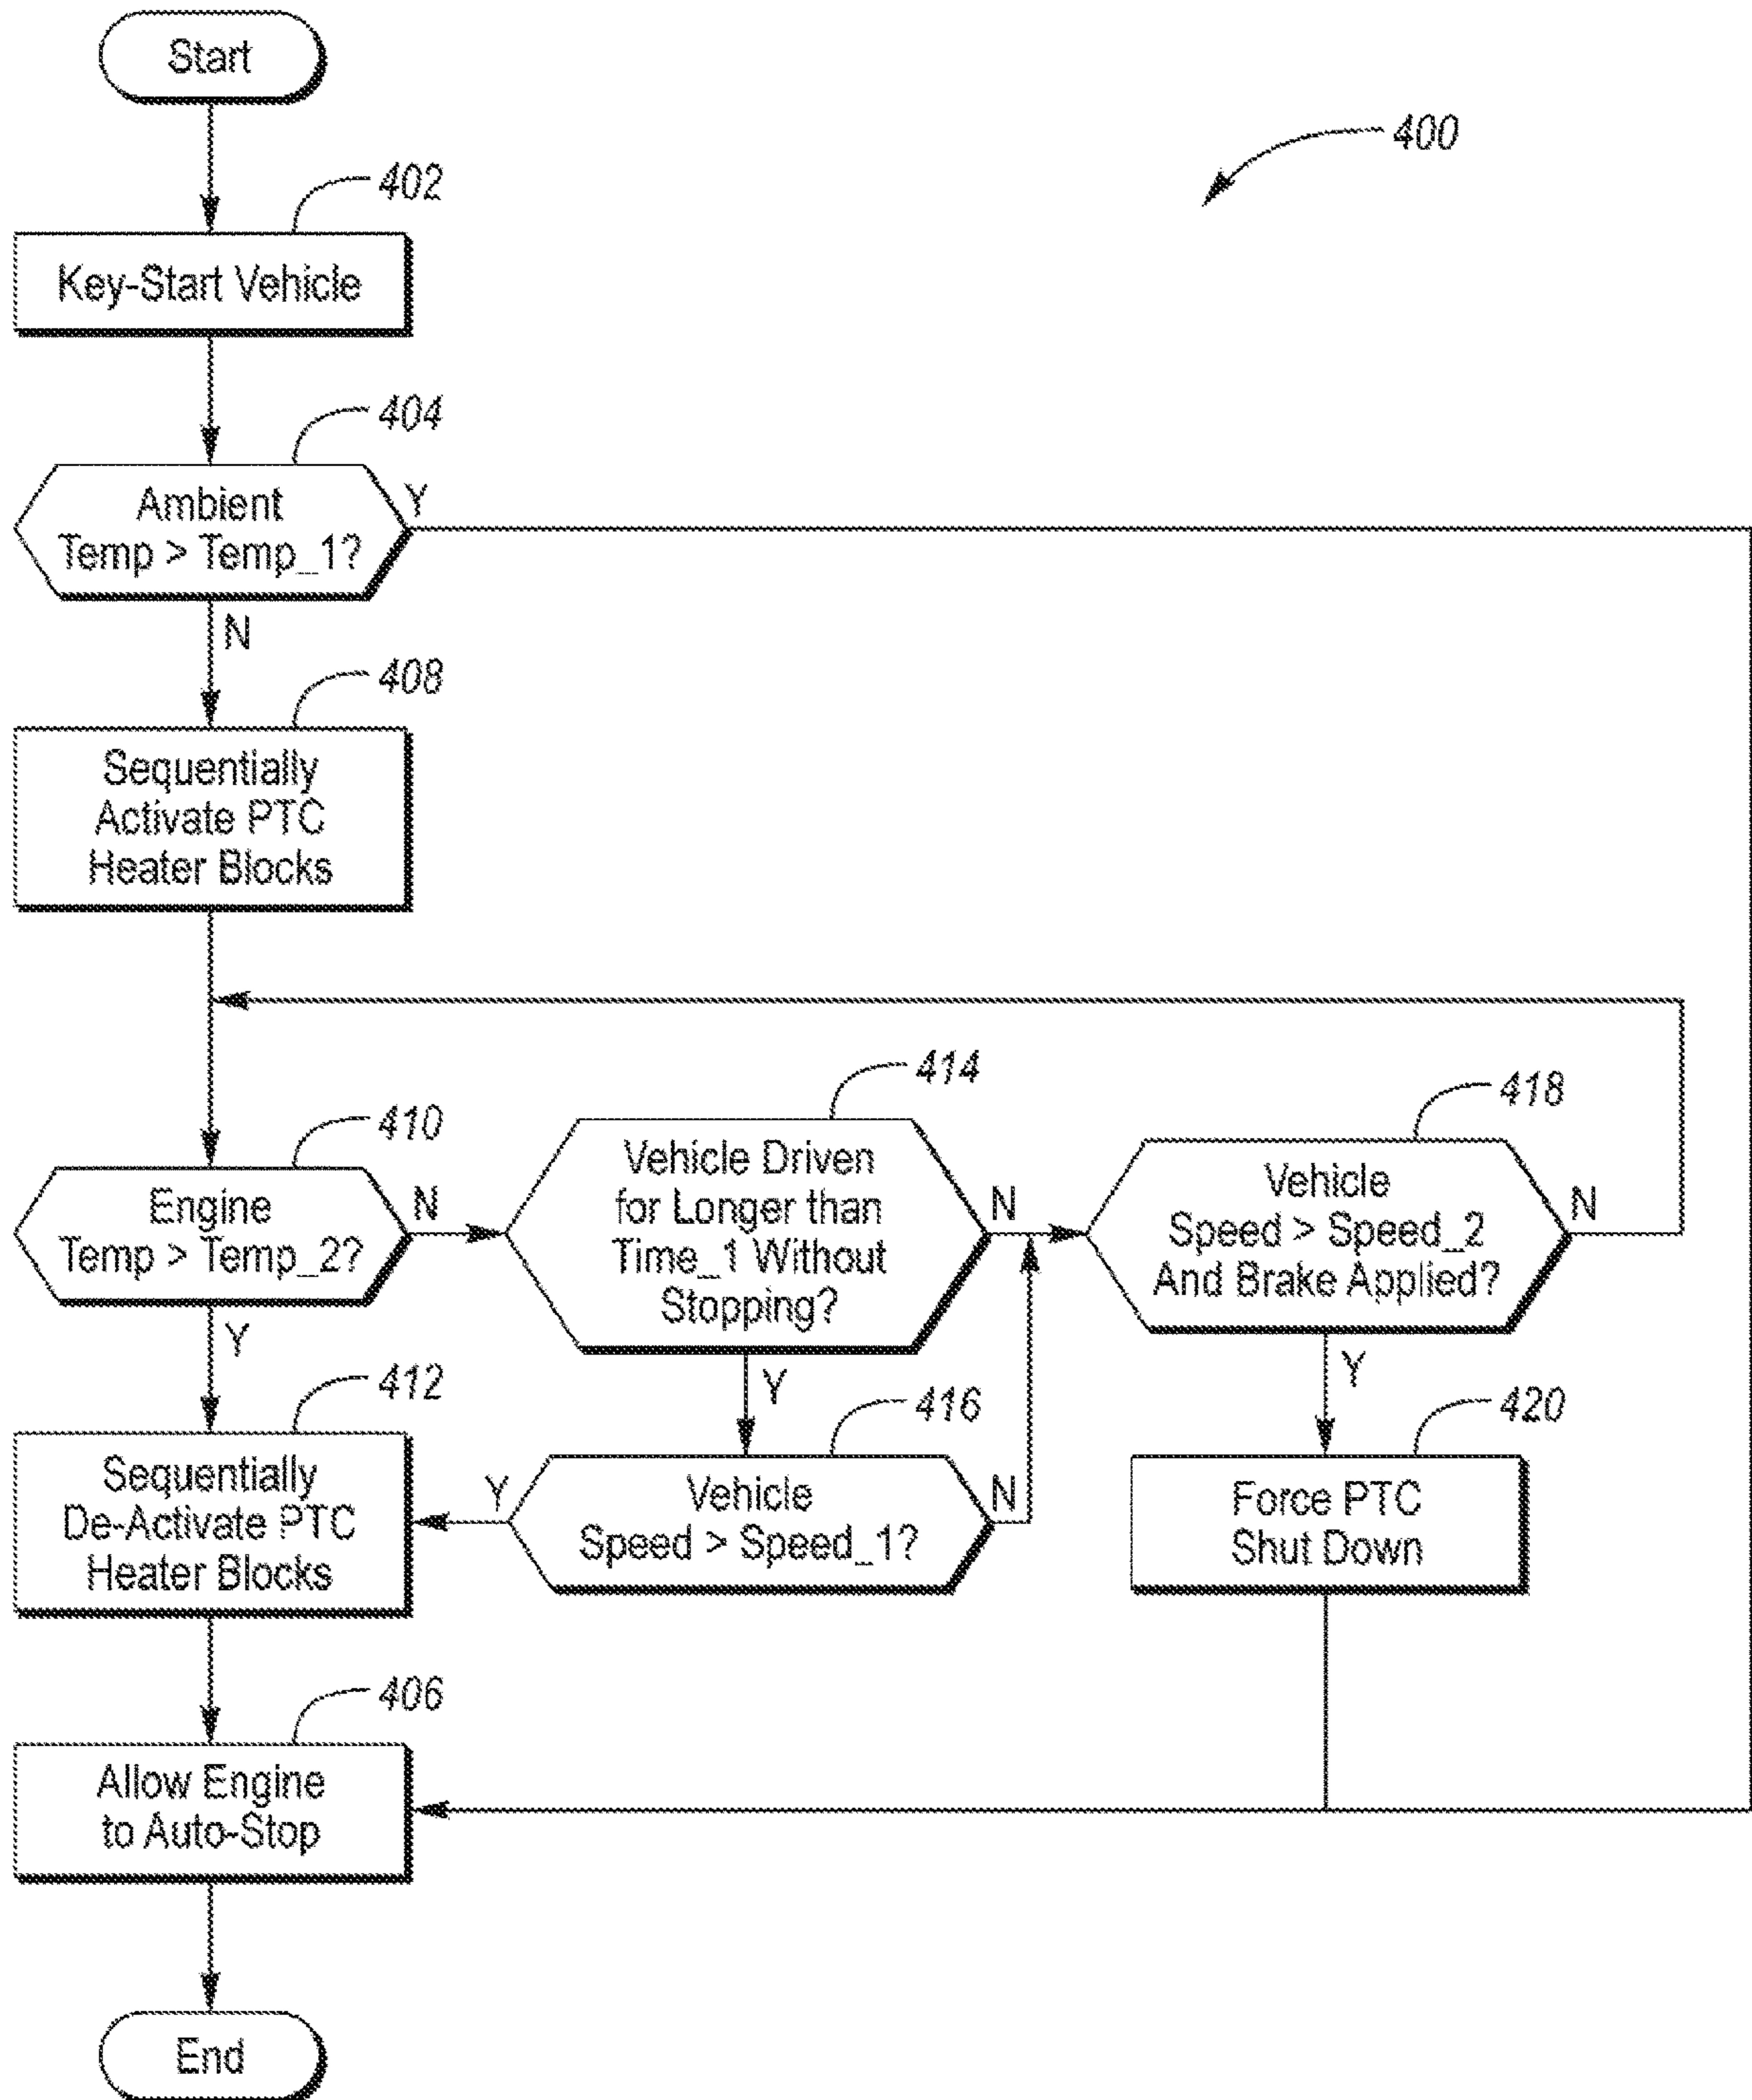 Start
400
402
Key-Start Vehicle
404
Ambient
Temp > Temp_1?
Y
N
408
Sequentially
Activate PTC
Heater Blocks
410
Engine
Temp > Temp_2?
N
Y
414
Vehicle Driven
for Longer than
Time_1 Without
Stopping?
N
Y
418
Vehicle
Speed > Speed_2
And Brake Applied?
N
Y
412
Sequentially
De-Activate PTC
Heater Blocks
416
Y
Vehicle
Speed > Speed_1?
N
420
Force PTC
Shut Down
406
Allow Engine
to Auto-Stop
End